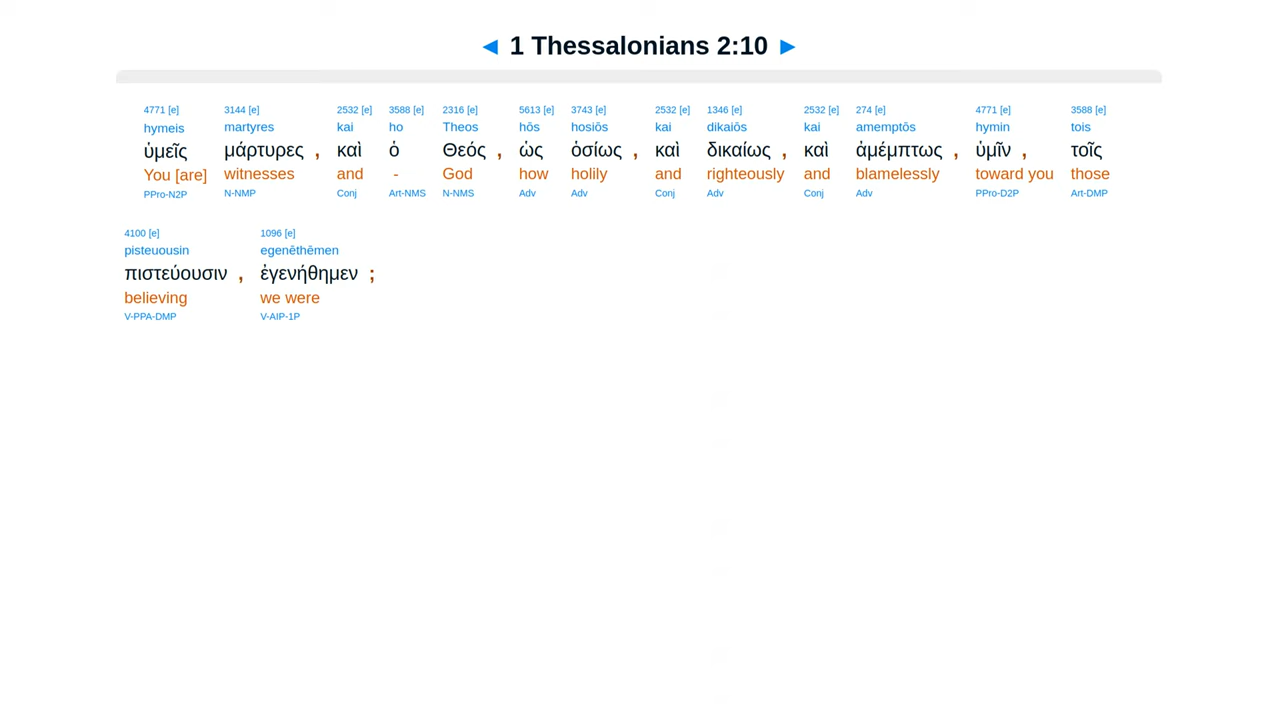 ◄ 1 Thessalonians 2:10 ►
4771 [e] 3144 [e] 2532 [e] 3588 [e] 2316 [e] 5613 [e] 3743 [e] 2532 [e] 1346 [e] 2532 [e] 274 [e] 4771 [e] 3588 [e]
hymeis martyres kai ho Theos hōs hosiōs kai dikaiōs kai amemptōs hymin tois
ὑμεῖς μάρτυρες , καὶ ὁ Θεός , ὡς ὁσίως , καὶ δικαίως , καὶ ἀμέμπτως , ὑμῖν , τοῖς
You [are] witnesses and - God how holily and righteously and blamelessly toward you those
PPro-N2P N-NMP Conj Art-NMS N-NMS Adv Adv Conj Adv Conj Adv PPro-D2P Art-DMP
4100 [e] 1096 [e]
pisteuousin egenēthēmen
πιστεύουσιν , ἐγενήθημεν ;
believing we were
V-PPA-DMP V-AIP-1P